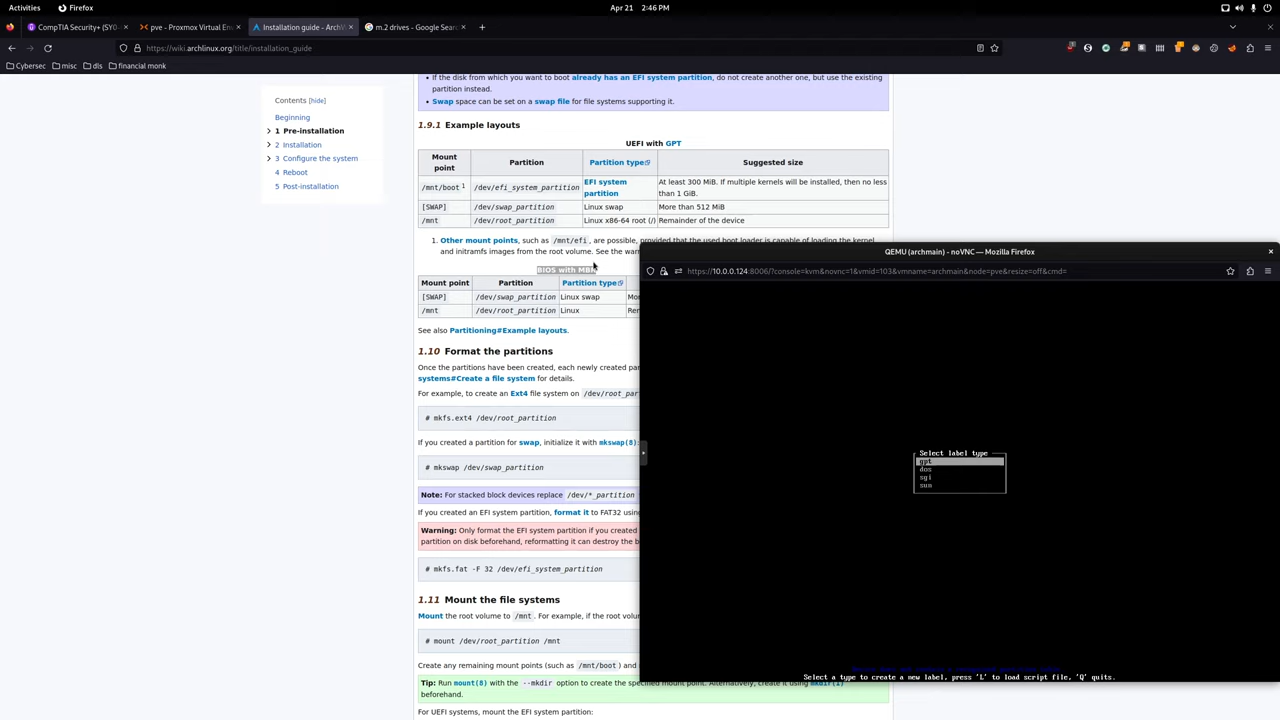 Activities
Firefox
Apr 21 2:46 PM
CompTIA Security+ (SY0-
pve - Proxmox Virtual Env
Installation guide - ArchW
m.2 drives - Google Sear
https://wiki.archlinux.org/title/installation_guide
Cybersec
misc
dls
financial monk
Contents [hide]
Beginning
1 Pre-installation
2 Installation
3 Configure the system
4 Reboot
5 Post-installation
If the disk from which you want to boot already has an EFI system partition, do not create another one, but use the existing
partition instead.
Swap space can be set on a swap file for file systems supporting it.
1.9.1 Example layouts
UEFI with GPT
Mount point Partition Partition type Suggested size
/mnt/boot 1 /dev/efi_system_partition EFI system partition At least 300 MiB. If multiple kernels will be installed, then no less than 1 GiB.
[SWAP] /dev/swap_partition Linux swap More than 512 MiB
/mnt /dev/root_partition Linux x86-64 root (/) Remainder of the device
1. Other mount points, such as /mnt/efi, are possible, provided that the used boot loader is capable of loading the kernel
and initramfs images from the root volume. See the war
BIOS with MBR
Mount point Partition Partition type
[SWAP] /dev/swap_partition Linux swap Mo
/mnt /dev/root_partition Linux Rem
See also Partitioning#Example layouts.
1.10 Format the partitions
Once the partitions have been created, each newly created par
systems#Create a file system for details.
For example, to create an Ext4 file system on /dev/root_par
# mkfs.ext4 /dev/root_partition
If you created a partition for swap, initialize it with mkswap(8):
# mkswap /dev/swap_partition
Note: For stacked block devices replace /dev/*_partition
If you created an EFI system partition, format it to FAT32 using
Warning: Only format the EFI system partition if you created
partition on disk beforehand, reformatting it can destroy the b
# mkfs.fat -F 32 /dev/efi_system_partition
1.11 Mount the file systems
Mount the root volume to /mnt. For example, if the root volu
# mount /dev/root_partition /mnt
Create any remaining mount points (such as /mnt/boot) and
Tip: Run mount(8) with the --mkdir option to create the specified mount point. Alternatively, create it using mkdir(1)
beforehand.
For UEFI systems, mount the EFI system partition:
QEMU (archmain) - noVNC — Mozilla Firefox
https://10.0.0.124:8006/?console=kvm&novnc=1&vmid=103&vmname=archmain&node=pve&resize=off&cmd=
Select label type
gpt
dos
sgi
sun
Select a type to create a new label, press 'L' to load script file, 'Q' quits.